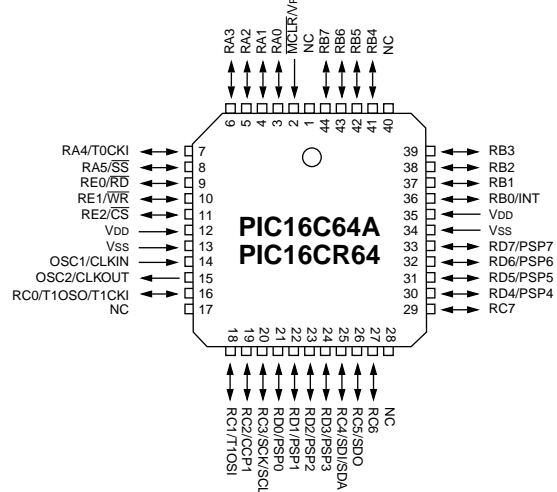 RA3
RA2
RA1
RA0
MCLR/V
NC
RB7
RB6
RB5
RB4
NC
6
5
4
3
2
1
44
43
42
41
40
RA4/T0CKI 7
RA5/SS 8
RE0/RD 9
RE1/WR 10
RE2/CS 11
VDD 12
VSS 13
OSC1/CLKIN 14
OSC2/CLKOUT 15
RC0/T1OSO/T1CKI 16
NC 17
PIC16C64A
PIC16CR64
39 RB3
38 RB2
37 RB1
36 RB0/INT
35 VDD
34 VSS
33 RD7/PSP7
32 RD6/PSP6
31 RD5/PSP5
30 RD4/PSP4
29 RC7
18
19
20
21
22
23
24
25
26
27
28
RC1/T1OSI
RC2/CCP1
RC3/SCK/SCL
RD0/PSP0
RD1/PSP1
RD2/PSP2
RD3/PSP3
RC4/SDI/SDA
RC5/SDO
RC6
NC